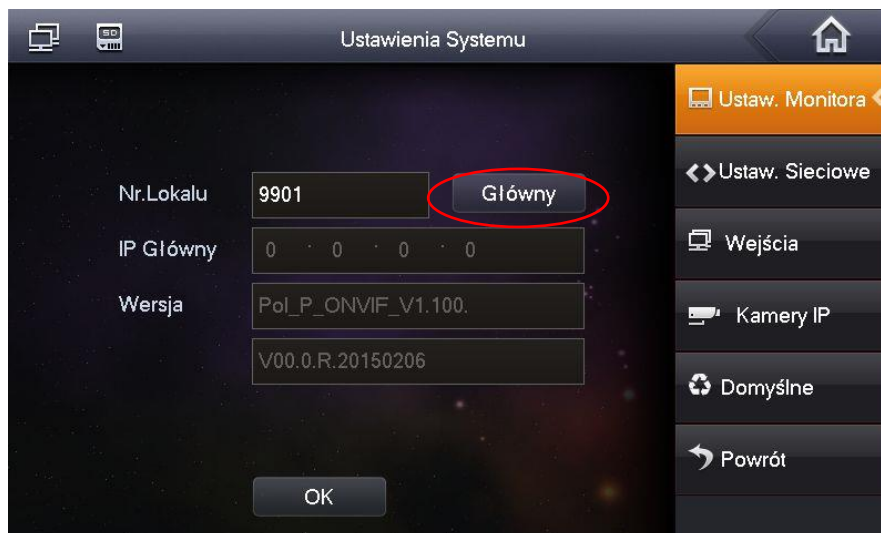 SD
Ustawienia Systemu
Ustaw. Monitora
Ustaw. Sieciowe
Wejścia
Kamery IP
Domyślne
Powrót
Nr.Lokalu 9901 Główny
IP Główny 0 . 0 . 0 . 0
Wersja Pol_P_ONVIF_V1.100.
V00.0.R.20150206
OK